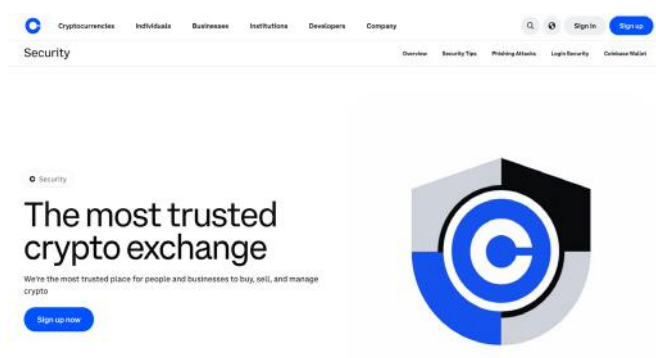 Cryptocurrencies Individuals Businesses Institutions Developers Company Sign in Sign up
Security Overview Security Tips Phishing Attacks Login Security Coinbase Wallet
Security
The most trusted
crypto exchange
We're the most trusted place for people and businesses to buy, sell, and manage
crypto
Sign up now